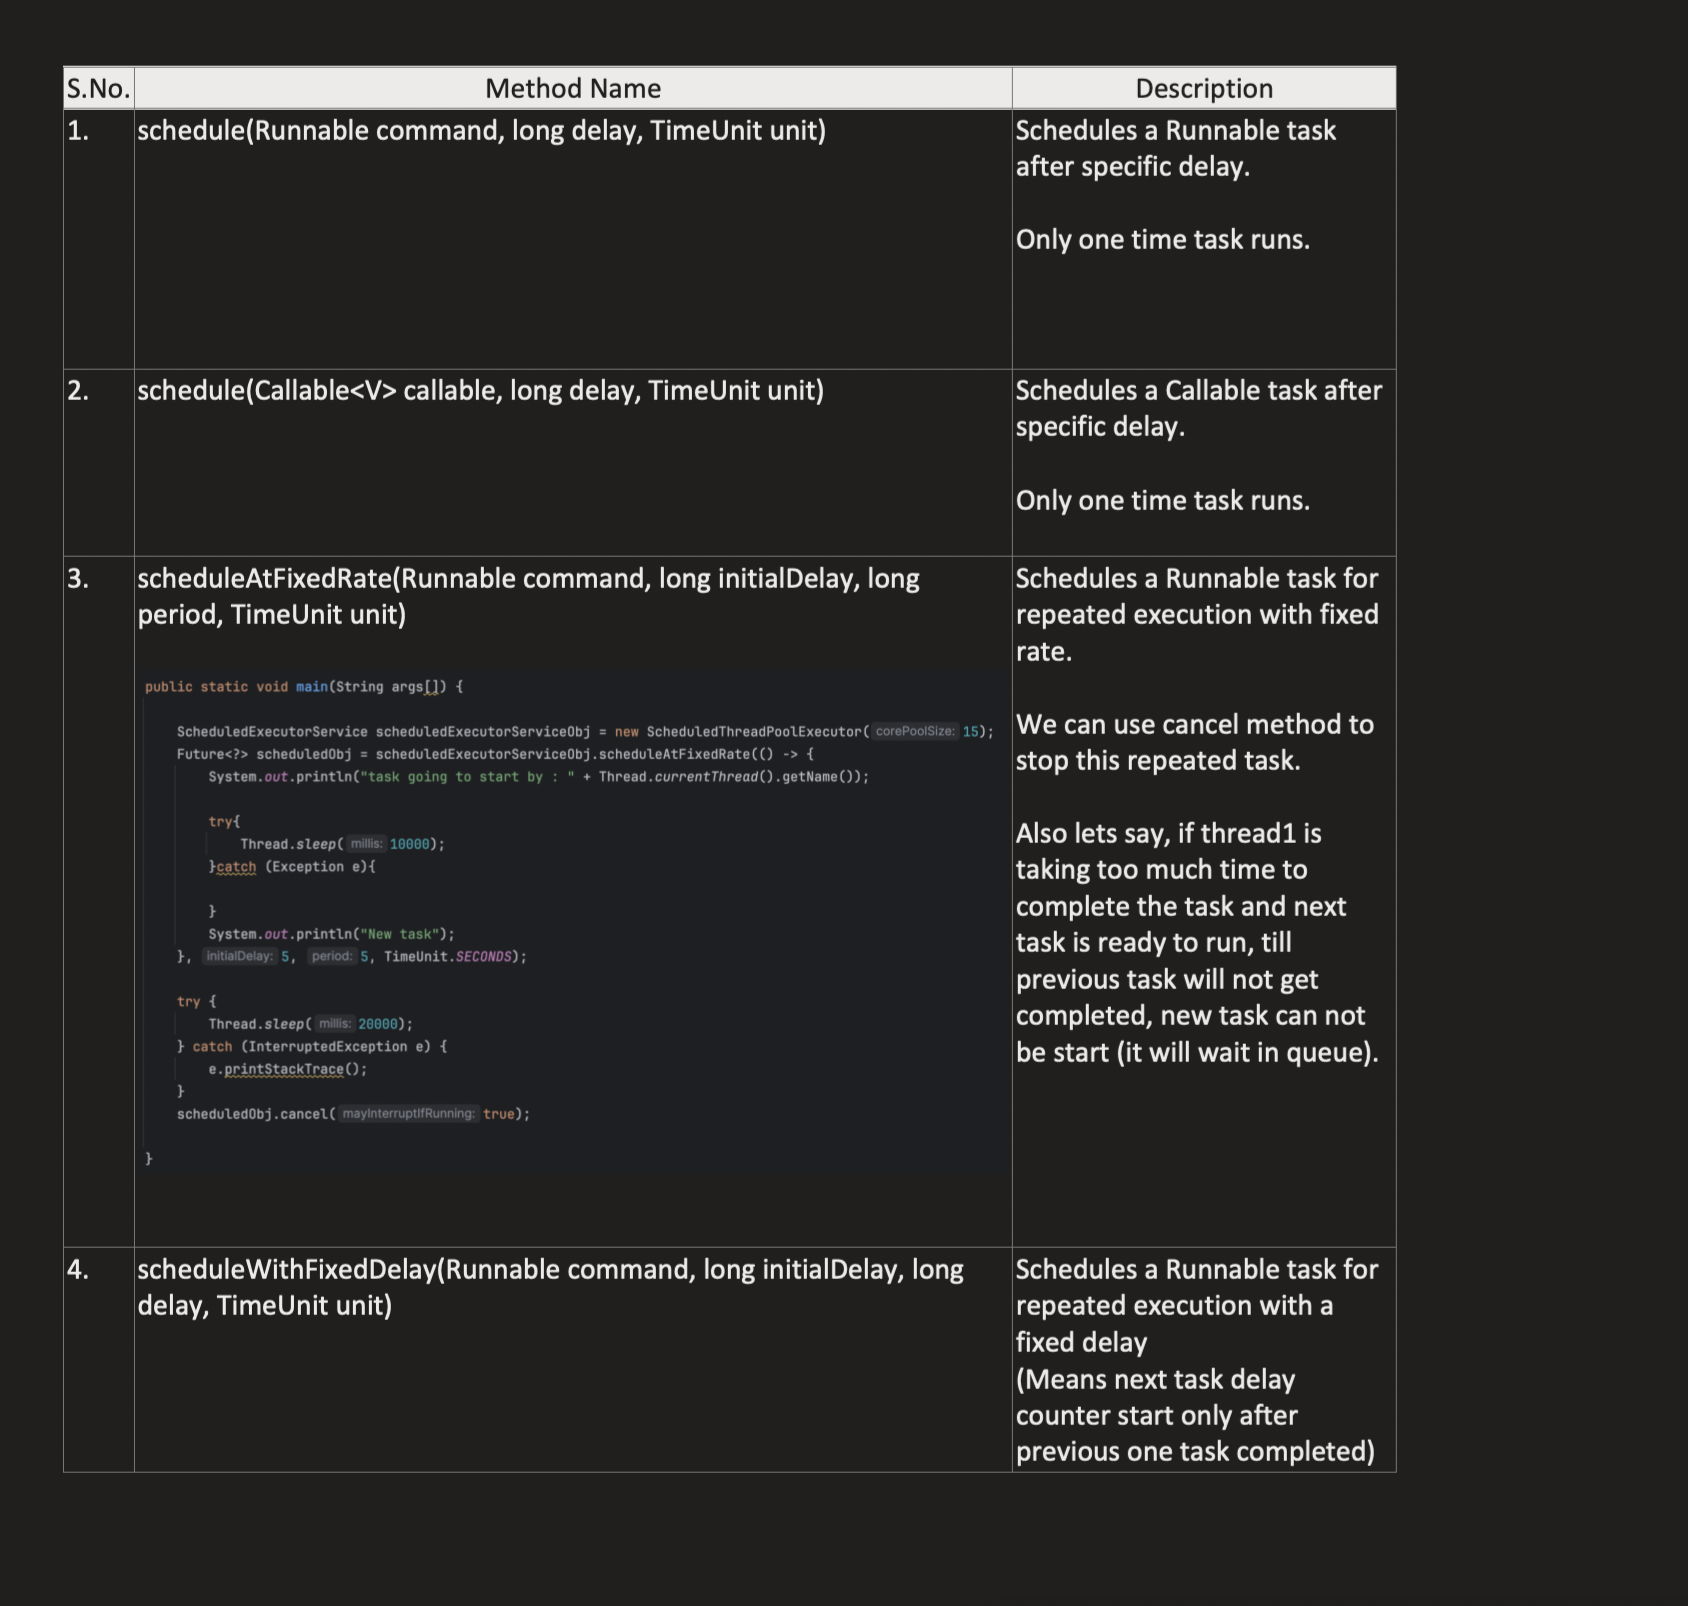 S.No.
Method Name
Description
1.
schedule(Runnable command, long delay, TimeUnit unit)
Schedules a Runnable task
after specific delay.
Only one time task runs.
2.
schedule(Callable<V> callable, long delay, TimeUnit unit)
Schedules a Callable task after
specific delay.
Only one time task runs.
3.
scheduleAtFixedRate(Runnable command, long initialDelay, long
period, TimeUnit unit)
public static void main(String args[]) {
ScheduledExecutorService scheduledExecutorServiceObj = new ScheduledThreadPoolExecutor( corePoolSize: 15);
Future<?> scheduledObj = scheduledExecutorServiceObj.scheduleAtFixedRate(() -> {
System.out.println("task going to start by : " + Thread.currentThread().getName());
try{
Thread.sleep( millis: 10000);
}catch (Exception e){
}
System.out.println("New task");
}, initialDelay: 5, period: 5, TimeUnit.SECONDS);
try {
Thread.sleep( millis: 20000);
} catch (InterruptedException e) {
e.printStackTrace();
}
scheduledObj.cancel( mayInterruptIfRunning: true);
}
Schedules a Runnable task for
repeated execution with fixed
rate.
We can use cancel method to
stop this repeated task.
Also lets say, if thread1 is
taking too much time to
complete the task and next
task is ready to run, till
previous task will not get
completed, new task can not
be start (it will wait in queue).
4.
scheduleWithFixedDelay(Runnable command, long initialDelay, long
delay, TimeUnit unit)
Schedules a Runnable task for
repeated execution with a
fixed delay
(Means next task delay
counter start only after
previous one task completed)